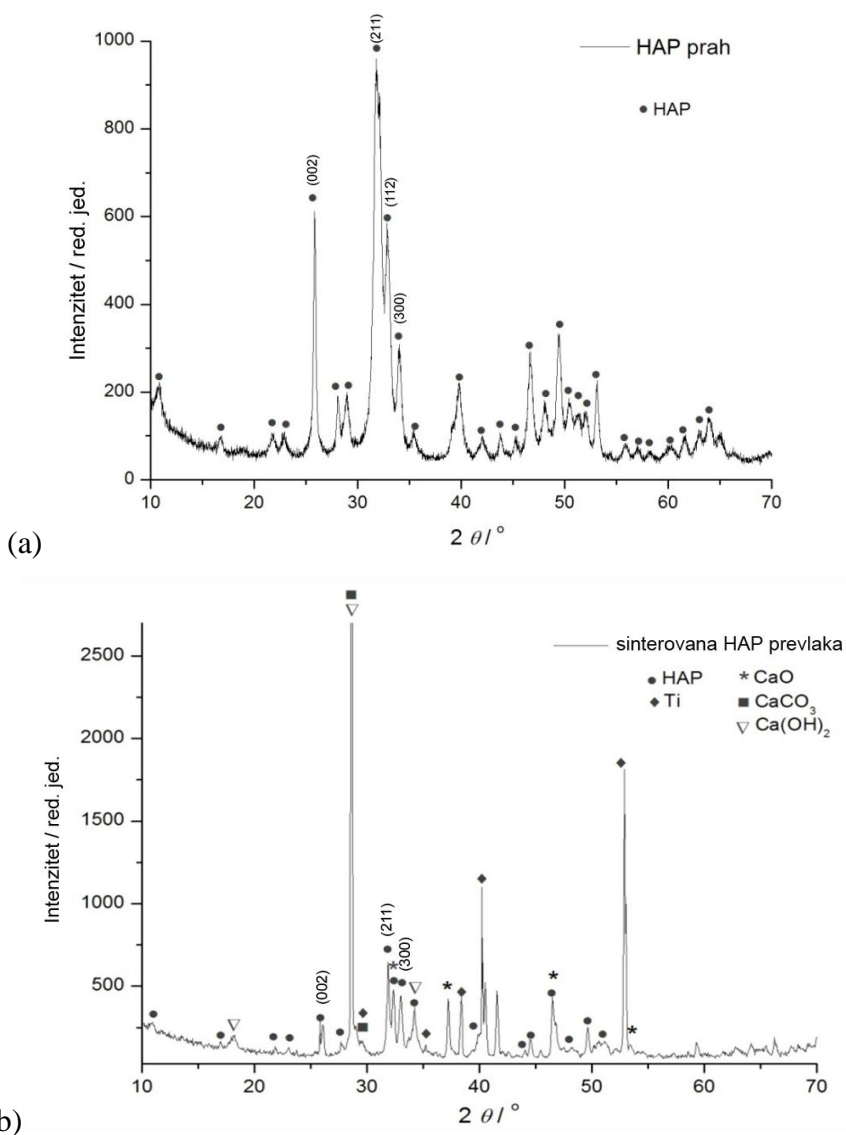 (211)
1000
HAP prah
HAP
800
(002)
(112)
600
(300)
400
200
0
10 20 30 40 50 60 70
Intenzitet / red. jed.
2 θ / °
(a)
sinterovana HAP prevlaka
HAP * CaO
Ti CaCO3
Ca(OH)2
2500
2000
1500
1000
500
(211)
(300)
(002)
*
*
*
*
10 20 30 40 50 60 70
Intenzitet / red. jed.
2 θ / °
b)